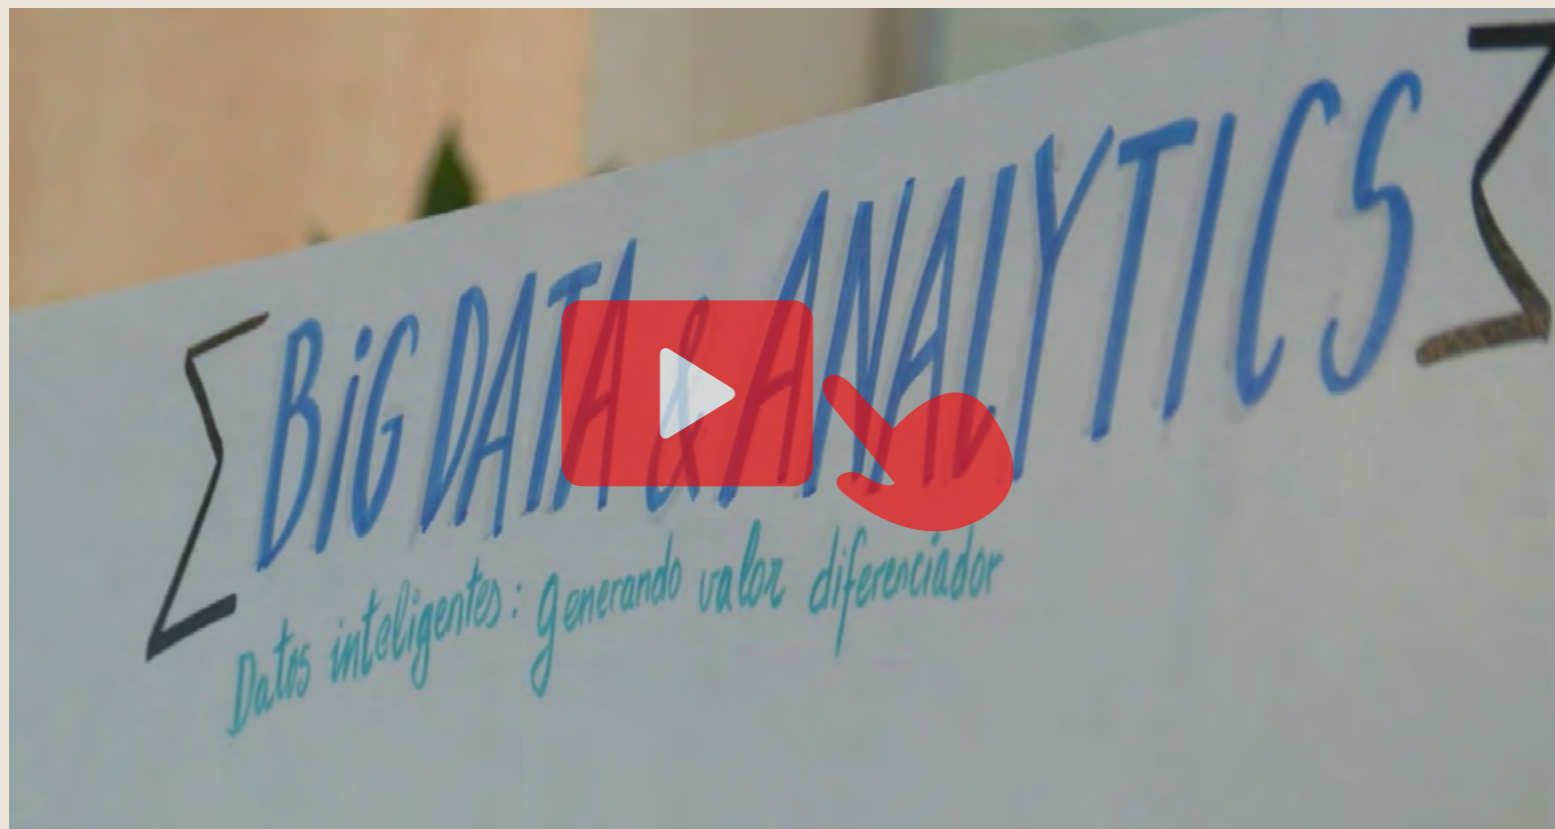 BiG DATA & ANALYTICS
Datos inteligentes: generando valor diferenciador